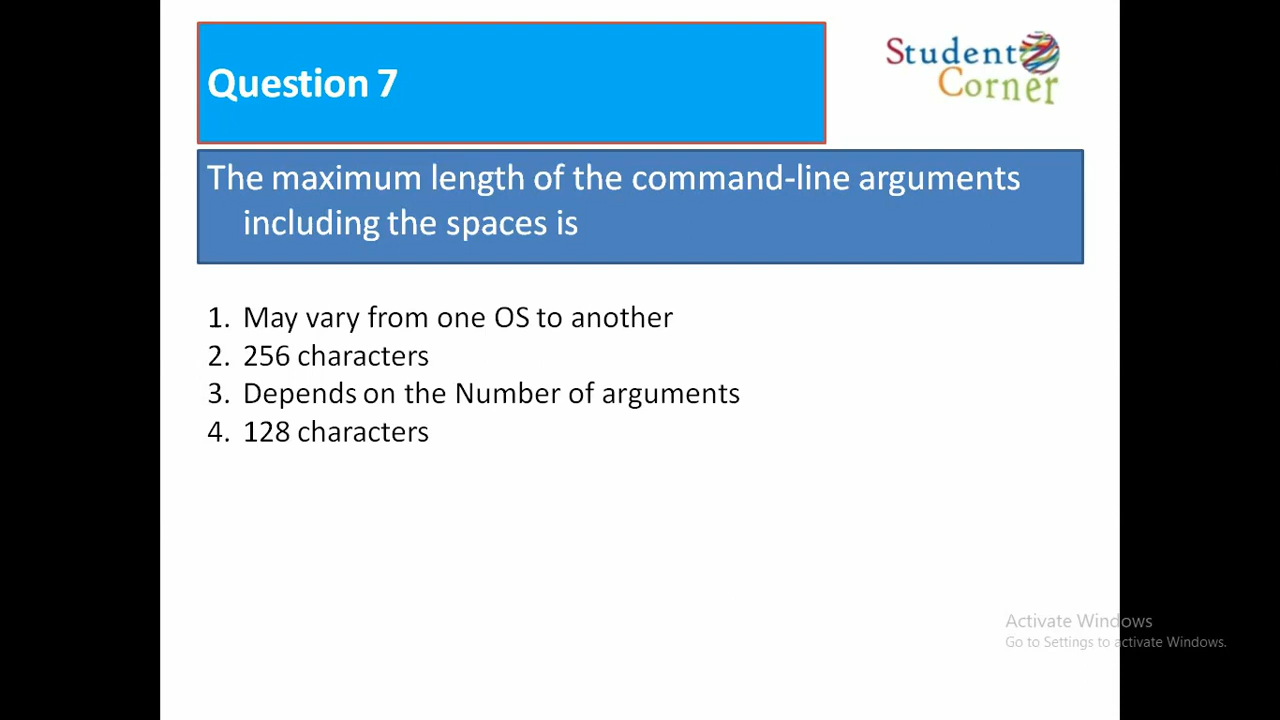 Question 7
Student
Corner
The maximum length of the command-line arguments
including the spaces is
1. May vary from one OS to another
2. 256 characters
3. Depends on the Number of arguments
4. 128 characters
Activate Windows
Go to Settings to activate Windows.